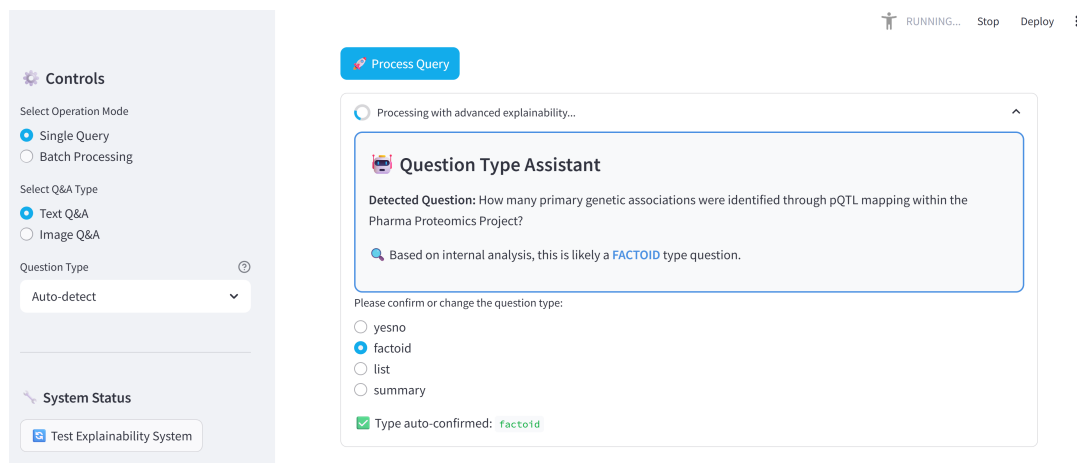 RUNNING... Stop Deploy
Controls
Select Operation Mode
Single Query
Batch Processing
Select Q&A Type
Text Q&A
Image Q&A
Question Type
Auto-detect
System Status
Test Explainability System
Process Query
Processing with advanced explainability...
Question Type Assistant
Detected Question: How many primary genetic associations were identified through pQTL mapping within the
Pharma Proteomics Project?
Based on internal analysis, this is likely a FACTOID type question.
Please confirm or change the question type:
yesno
factoid
list
summary
Type auto-confirmed: factoid